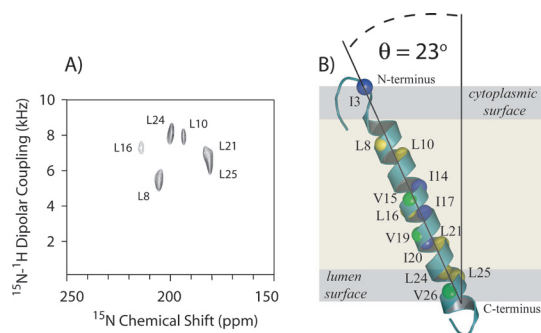 A)
10
8
6
4
2
15N-1H Dipolar Coupling (kHz)
L24
L10
L16
L21
L8
L25
250
200
150
15N Chemical Shift (ppm)
B)
θ = 23°
N-terminus
I3
cytoplasmic
surface
L8
L10
I14
V15
I17
L16
L21
V19
I20
L25
L24
lumen
surface
V26
C-terminus